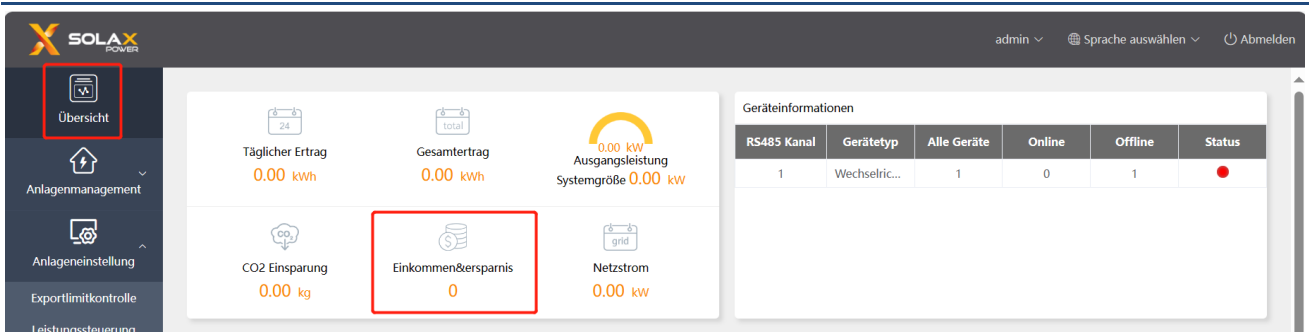 SOLAX
POWER
admin
Sprache auswählen
Abmelden
Übersicht
Anlagenmanagement
Anlageneinstellung
Exportlimitkontrolle
Leistungssteuerung
24
Täglicher Ertrag
0.00 kWh
total
Gesamtertrag
0.00 kWh
0.00 kW
Ausgangsleistung
Systemgröße 0.00 kW
CO₂
CO2 Einsparung
0.00 kg
$
Einkommen&ersparnis
0
grid
Netzstrom
0.00 kW
Geräteinformationen
RS485 Kanal Gerätetyp Alle Geräte Online Offline Status
1 Wechselric... 1 0 1